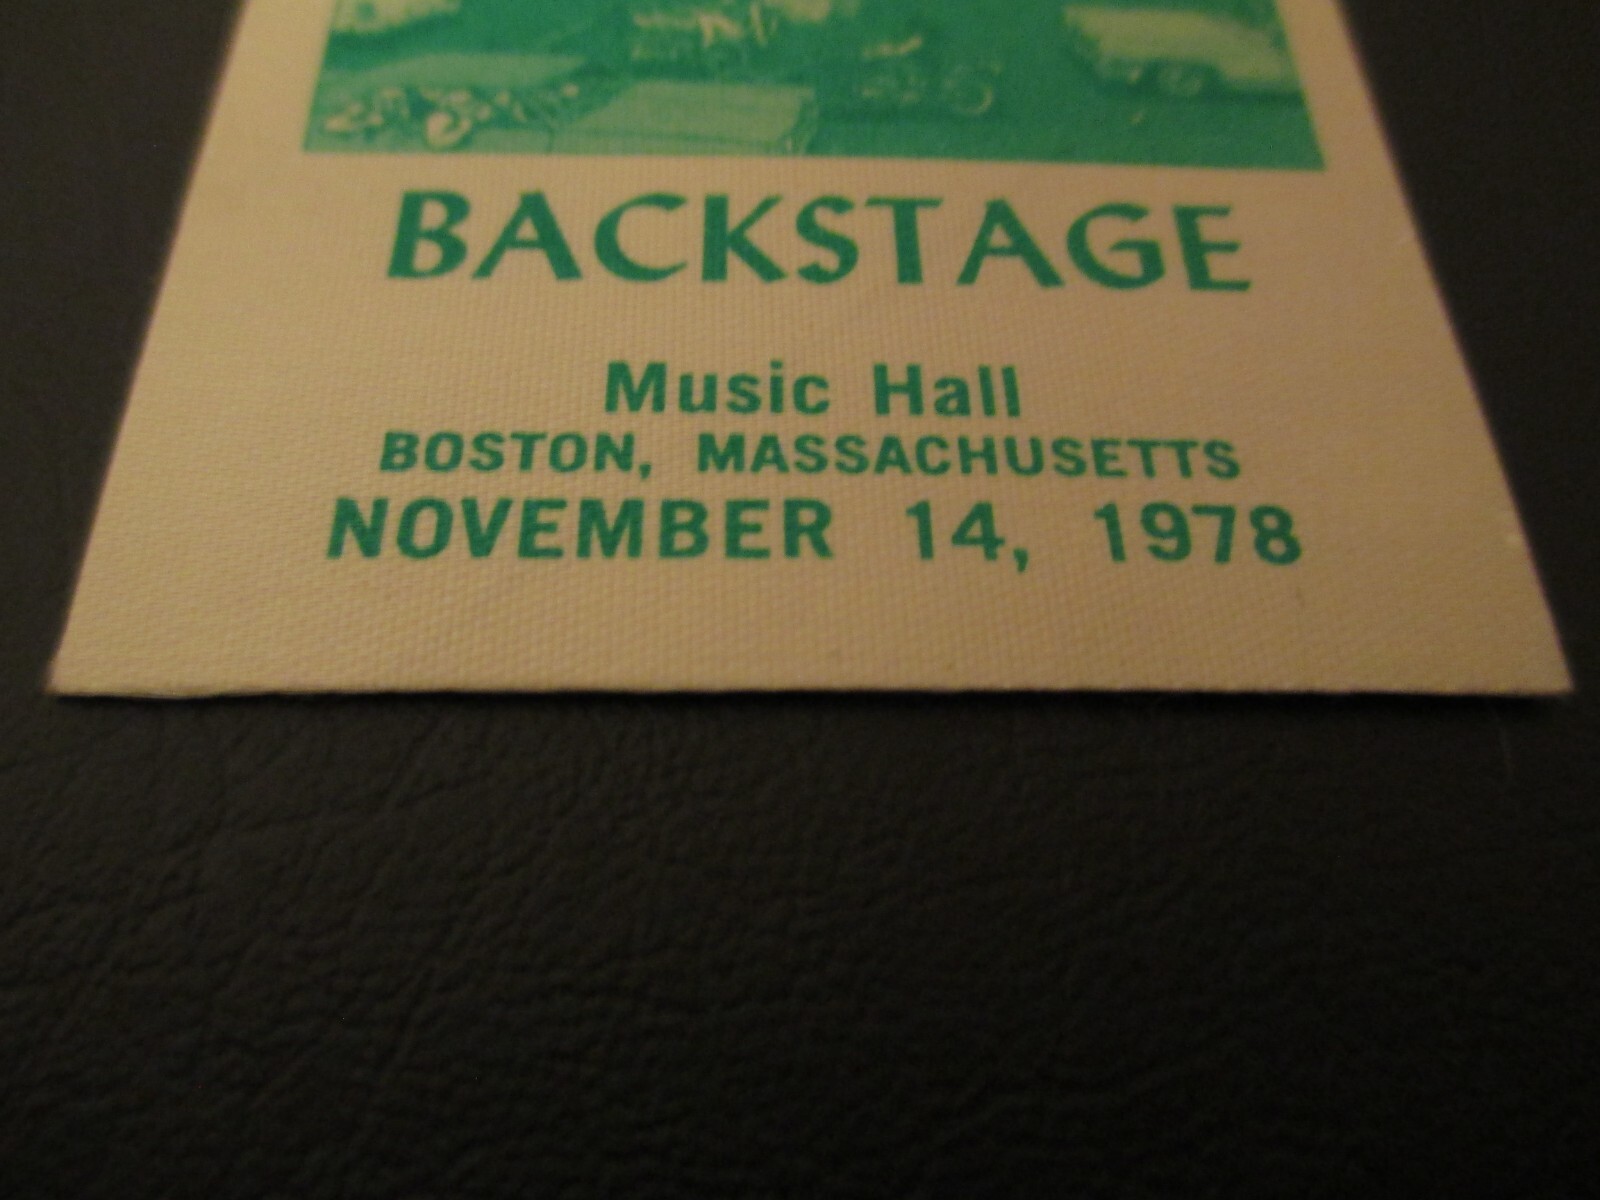 BACKSTAGE
Music Hall
BOSTON, MASSACHUSETTS
NOVEMBER 14, 1978